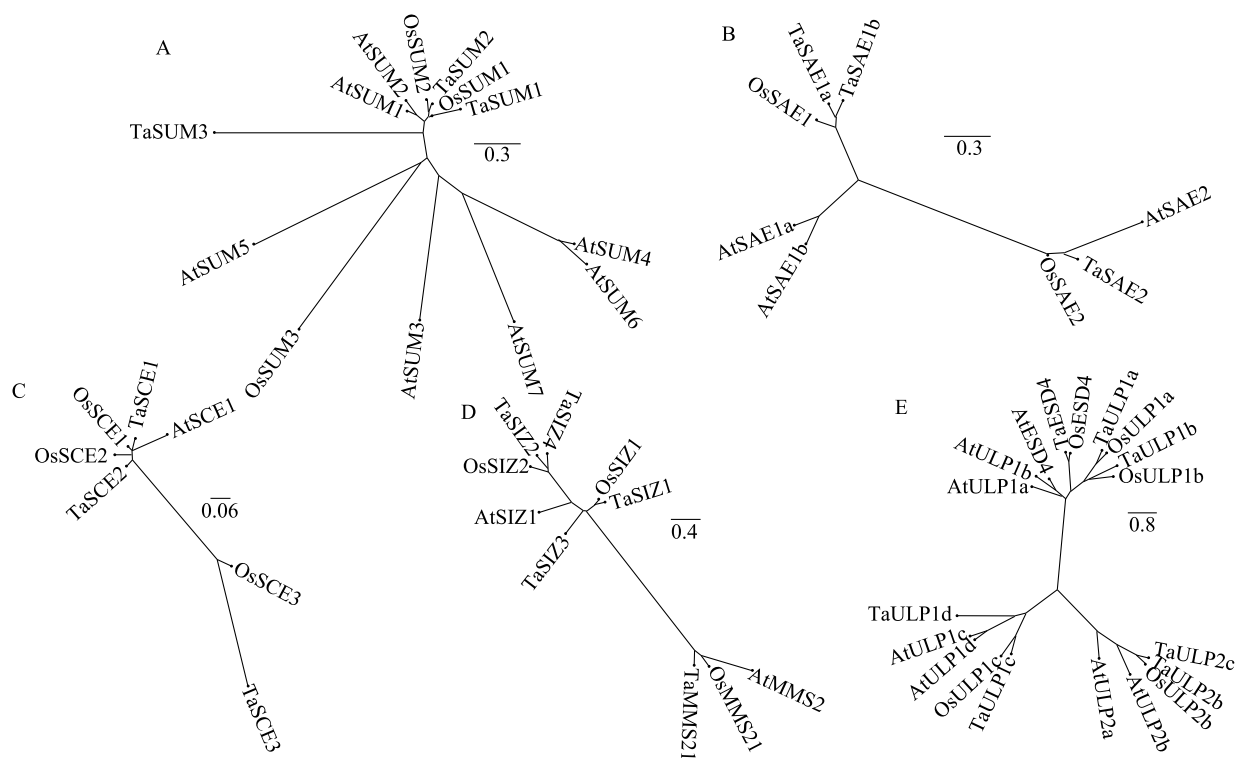 A
AtSUM1
AtSUM2
OsSUM2
TaSUM2
OsSUM1
TaSUM1
TaSUM3
0.3
AtSUM5
OsSUM3
AtSUM3
AtSUM7
AtSUM4
AtSUM6
B
OsSAE1
TaSAE1a
TaSAE1b
0.3
AtSAE1a
AtSAE1b
AtSAE2
TaSAE2
OsSAE2
C
OsSCE1
TaSCE1
AtSCE1
OsSCE2
TaSCE2
0.06
OsSCE3
TaSCE3
D
TaSIZ2
TaSIZ4
OsSIZ2
OsSIZ1
TaSIZ1
AtSIZ1
TaSIZ3
0.4
AtMMS2
OsMMS21
TaMMS21
E
AtULP1a
AtULP1b
AtESD4
TaESD4
OsESD4
TaULP1a
OsULP1a
TaULP1b
OsULP1b
0.8
TaULP1d
AtULP1c
AtULP1d
OsULP1c
TaULP1c
AtULP2a
AtULP2b
OsULP2b
TaULP2b
TaULP2c